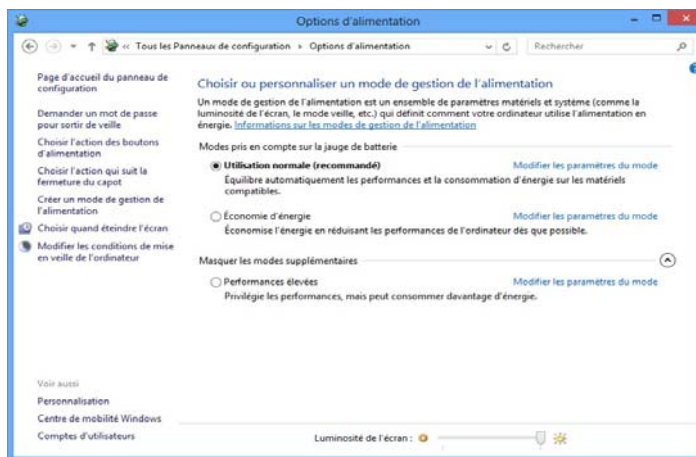 Options d'alimentation
« Tous les Panneaux de configuration › Options d'alimentation
Rechercher
Page d'accueil du panneau de
configuration
Demander un mot de passe
pour sortir de veille
Choisir l'action des boutons
d'alimentation
Choisir l'action qui suit la
fermeture du capot
Créer un mode de gestion de
l'alimentation
Choisir quand éteindre l'écran
Modifier les conditions de mise
en veille de l'ordinateur
Choisir ou personnaliser un mode de gestion de l'alimentation
Un mode de gestion de l'alimentation est un ensemble de paramètres matériels et système (comme la
luminosité de l'écran, le mode veille, etc.) qui définit comment votre ordinateur utilise l'alimentation en
énergie. Informations sur les modes de gestion de l'alimentation
Modes pris en compte sur la jauge de batterie
Utilisation normale (recommandé) Modifier les paramètres du mode
Équilibre automatiquement les performances et la consommation d'énergie sur les matériels
compatibles.
Économie d'énergie Modifier les paramètres du mode
Économise l'énergie en réduisant les performances de l'ordinateur dès que possible.
Masquer les modes supplémentaires
Performances élevées Modifier les paramètres du mode
Privilégie les performances, mais peut consommer davantage d'énergie.
Voir aussi
Personnalisation
Centre de mobilité Windows
Comptes d'utilisateurs
Luminosité de l'écran :